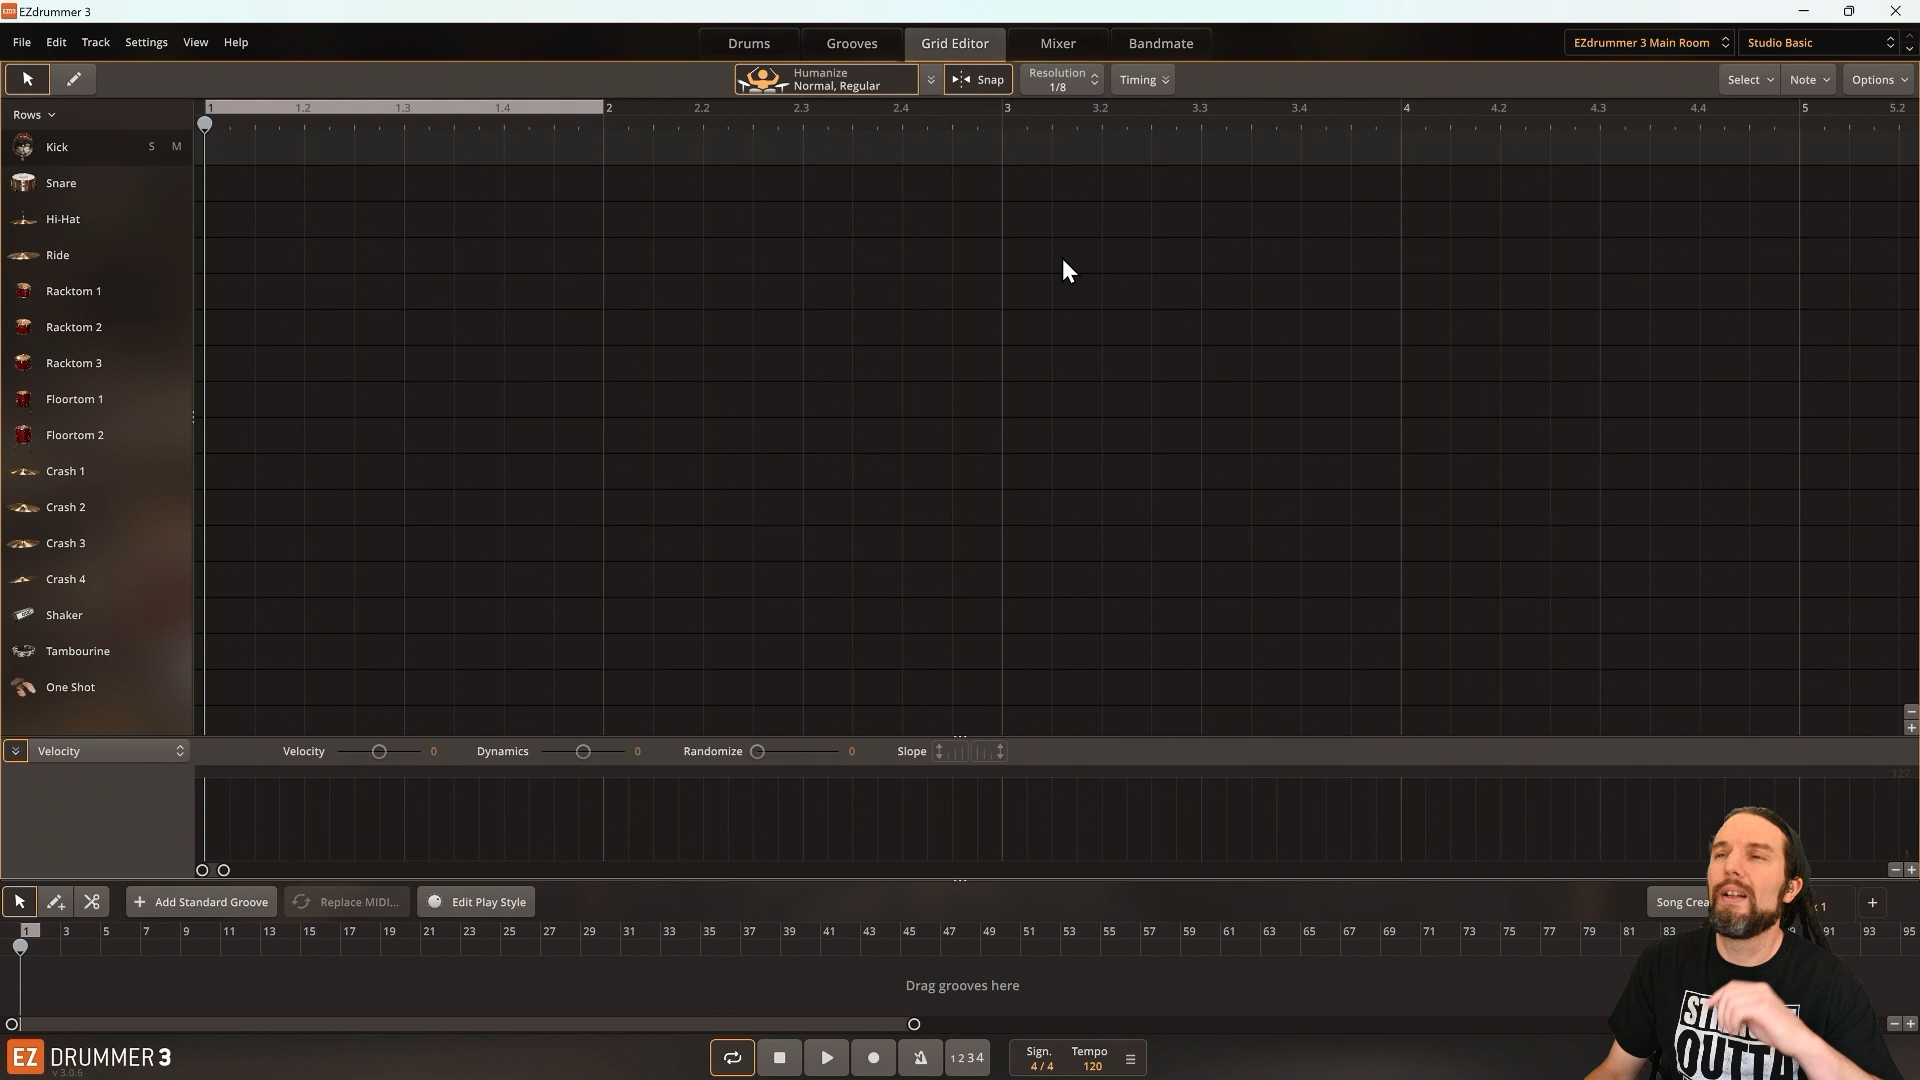 EZdrummer 3
File Edit Track Settings View Help
Drums Grooves Grid Editor Mixer Bandmate
EZdrummer 3 Main Room Studio Basic
Humanize
Normal, Regular
Snap
Resolution
1/8
Timing
Select Note Options
Rows
1 1.2 1.3 1.4 2 2.2 2.3 2.4 3 3.2 3.3 3.4 4 4.2 4.3 4.4 5 5.2
Kick S M
Snare
Hi-Hat
Ride
Racktom 1
Racktom 2
Racktom 3
Floortom 1
Floortom 2
Crash 1
Crash 2
Crash 3
Crash 4
Shaker
Tambourine
One Shot
Velocity
Velocity 0 Dynamics 0 Randomize 0 Slope
127
1
Add Standard Groove Replace MIDI... Edit Play Style
Song Crea
1
1 3 5 7 9 11 13 15 17 19 21 23 25 27 29 31 33 35 37 39 41 43 45 47 49 51 53 55 57 59 61 63 65 67 69 71 73 75 77 79 81 83 91 93 95
Drag grooves here
EZ DRUMMER 3
v 3.0.6
1 2 3 4
Sign.
4 / 4
Tempo
120
OUTTA